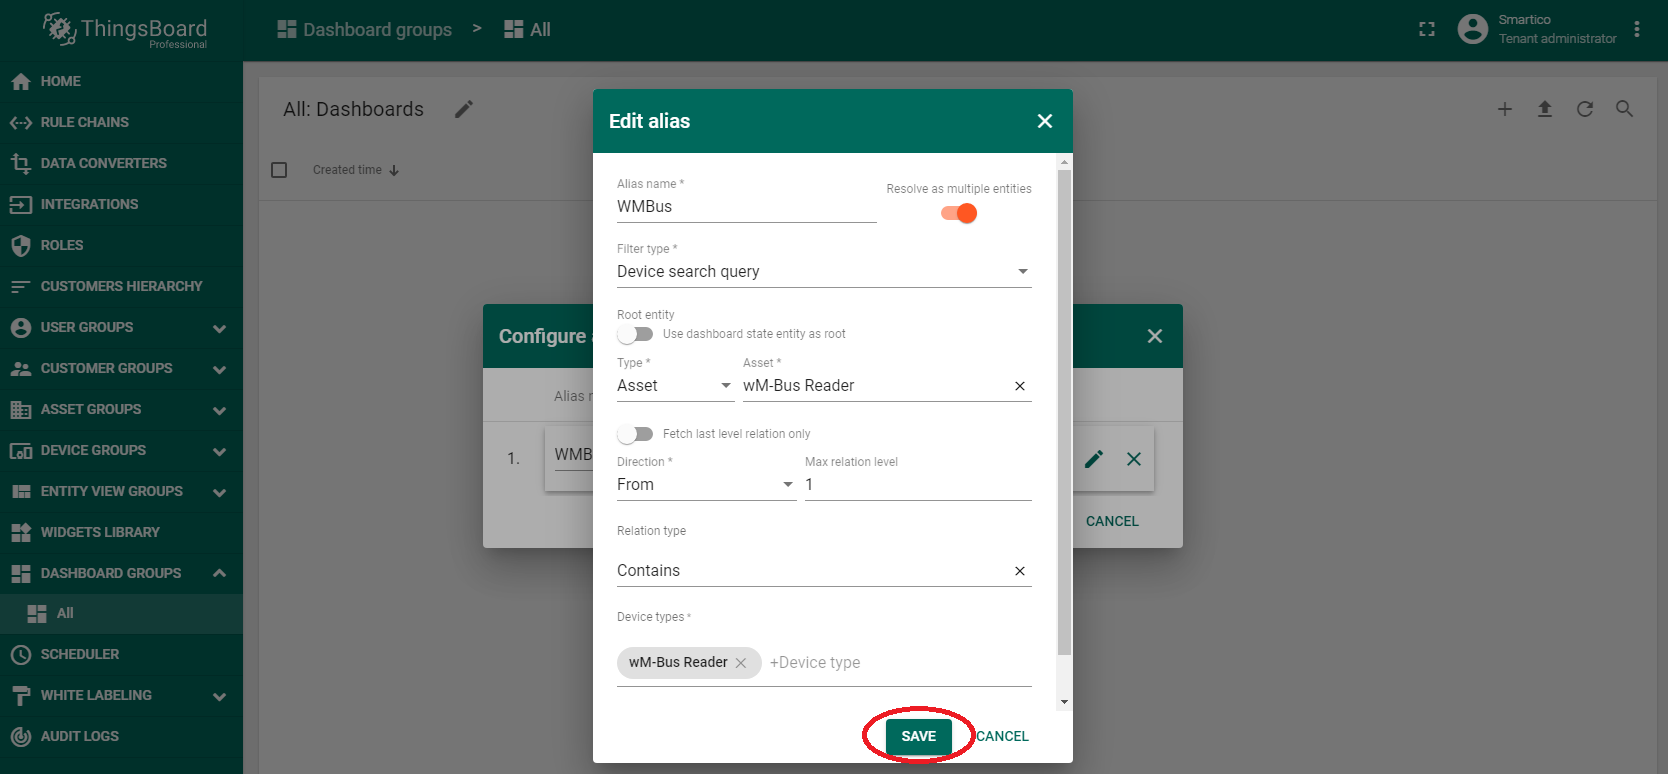 ThingsBoard
Professional
Dashboard groups > All
Smartico
Tenant administrator
HOME
RULE CHAINS
DATA CONVERTERS
INTEGRATIONS
ROLES
CUSTOMERS HIERARCHY
USER GROUPS
CUSTOMER GROUPS
ASSET GROUPS
DEVICE GROUPS
ENTITY VIEW GROUPS
WIDGETS LIBRARY
DASHBOARD GROUPS
All
SCHEDULER
WHITE LABELING
AUDIT LOGS
All: Dashboards
Created time
Configure
Alias
1. WMB
CANCEL
Edit alias
Alias name *
WMBus
Resolve as multiple entities
Filter type *
Device search query
Root entity
Use dashboard state entity as root
Type * Asset *
Asset wM-Bus Reader
Fetch last level relation only
Direction * Max relation level
From 1
Relation type
Contains
Device types *
wM-Bus Reader +Device type
SAVE CANCEL